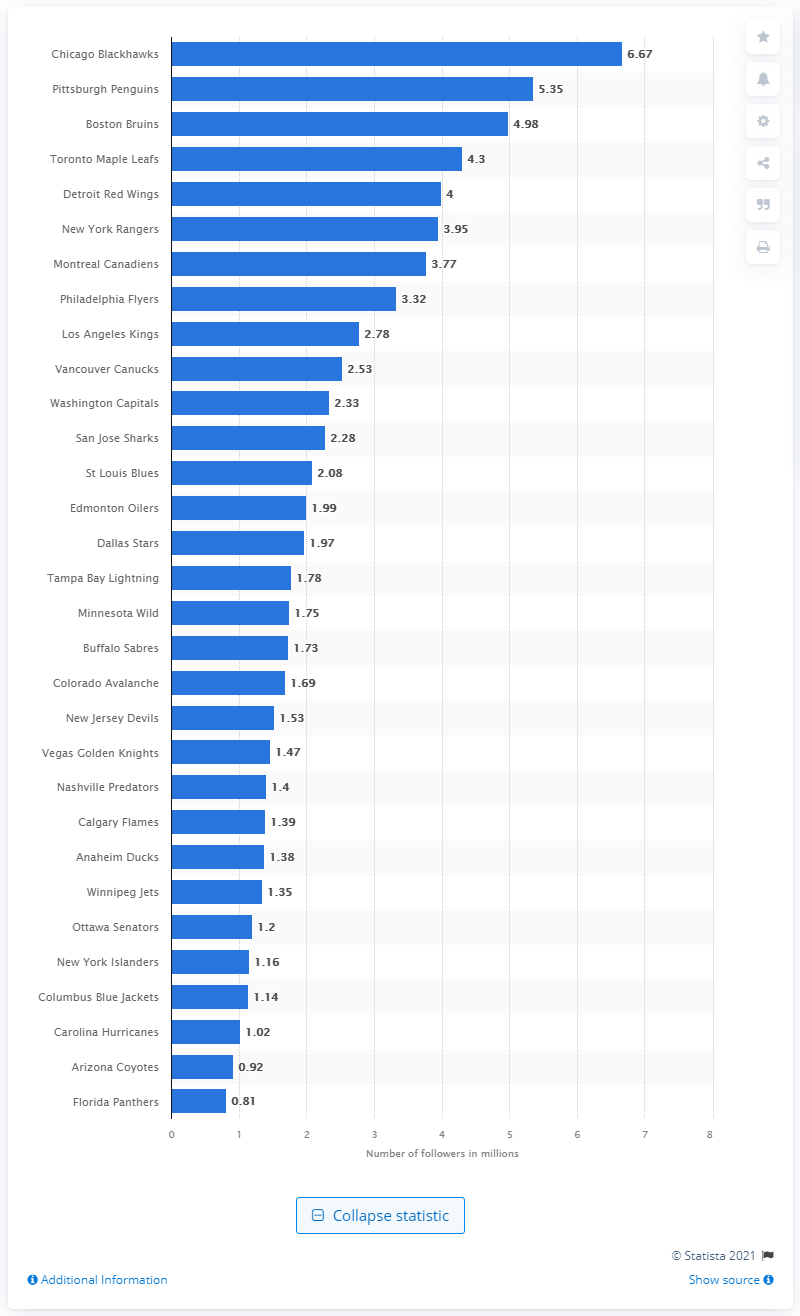 Chicago Blackhawks 6.67
Pittsburgh Penguins 5.35
Boston Bruins 4.98
Toronto Maple Leafs 4.3
Detroit Red Wings 4
New York Rangers 3.95
Montreal Canadiens 3.77
Philadelphia Flyers 3.32
Los Angeles Kings 2.78
Vancouver Canucks 2.53
Washington Capitals 2.33
San Jose Sharks 2.28
St Louis Blues 2.08
Edmonton Oilers 1.99
Dallas Stars 1.97
Tampa Bay Lightning 1.78
Minnesota Wild 1.75
Buffalo Sabres 1.73
Colorado Avalanche 1.69
New Jersey Devils 1.53
Vegas Golden Knights 1.47
Nashville Predators 1.4
Calgary Flames 1.39
Anaheim Ducks 1.38
Winnipeg Jets 1.35
Ottawa Senators 1.2
New York Islanders 1.16
Columbus Blue Jackets 1.14
Carolina Hurricanes 1.02
Arizona Coyotes 0.92
Florida Panthers 0.81
0 1 2 3 4 5 6 7 8
Number of followers in millions
Collapse statistic
© Statista 2021
Additional Information Show source